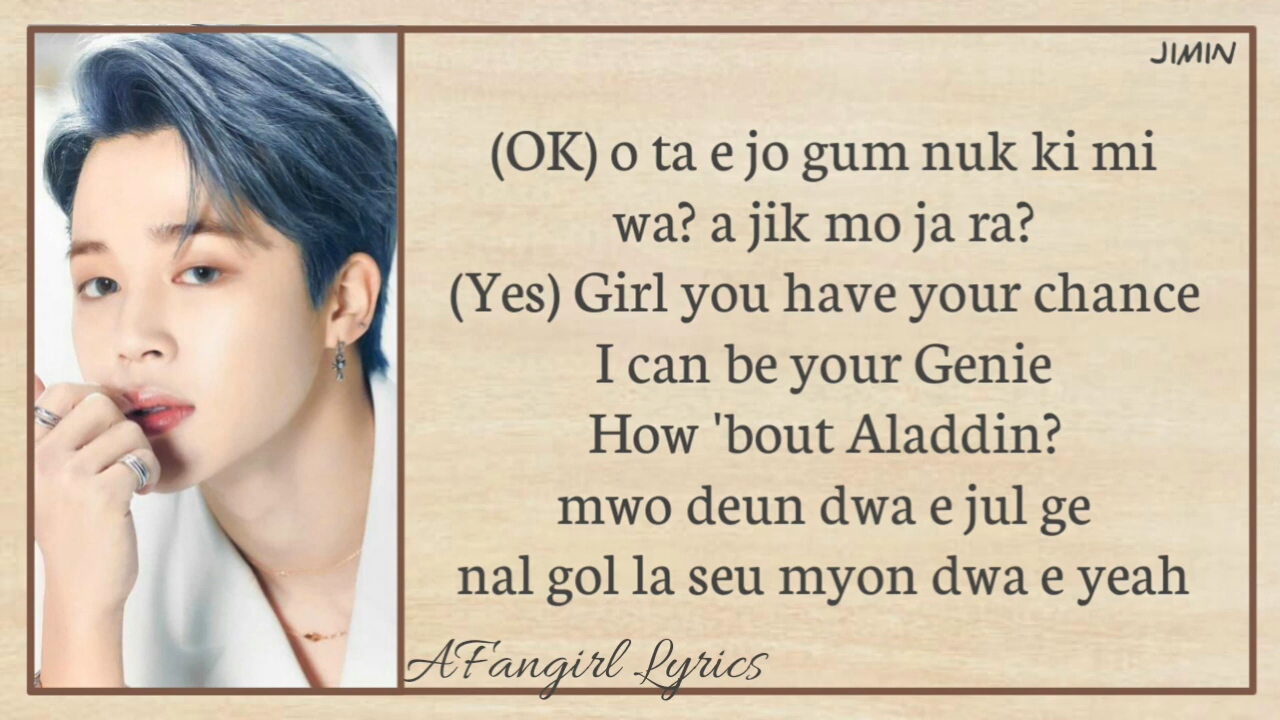 JIMIN
(OK) o ta e jo gum nuk ki mi
wa? a jik mo ja ra?
(Yes) Girl you have your chance
I can be your Genie
How 'bout Aladdin?
mwo deun dwa e jul ge
nal gol la seu myon dwa e yeah
AFangirl Lyrics